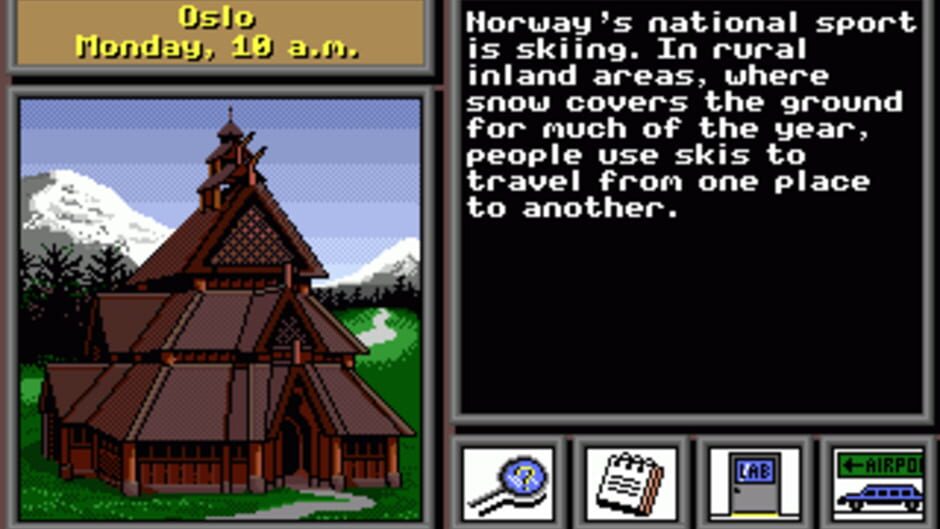 Oslo
Monday, 10 a.m.
Norway's national sport
is skiing. In rural
inland areas, where
snow covers the ground
for much of the year,
people use skis to
travel from one place
to another.
?
LAB
←AIRPO